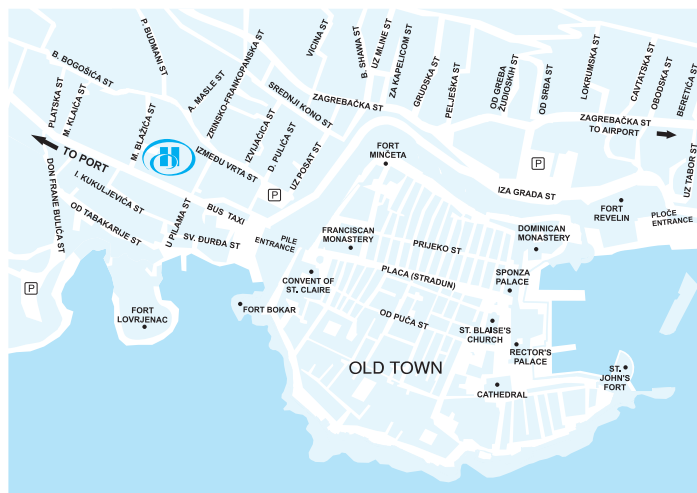 P. BUDMANI ST
B. BOGOŠIĆA ST
A. MASLE ST
ZRINSKO-FRANKOPANSKA ST
VICINA ST
B. SHAWA ST
UZ MLINE ST
ZA KAPELICOM ST
GRUDSKA ST
PELJEŠKA ST
OD GREBA
ŽUDIOSKIH ST
OD SRĐA ST
LOKRUMSKA ST
CAVTATSKA ST
OBODSKA ST
BERETIĆA ST
PLATSKA ST
M. KLAIĆA ST
M. BLAŽIĆA ST
SREDNJI KONO ST
ZAGREBAČKA ST
ZAGREBAČKA ST
TO AIRPORT
TO PORT
IZMEĐU VRTA ST
IZVIJAČICA ST
D. PULIĆA ST
UZ POSAT ST
FORT
MINČETA
P
UZ TABOR ST
DON FRANE BULIĆA ST
I. KUKULJEVIĆA ST
P
IZA GRADA ST
FORT
REVELIN
PLOČE
ENTRANCE
OD TABAKARIJE ST
U PILAMA ST
BUS TAXI
SV. ĐURĐA ST
PILE
ENTRANCE
FRANCISCAN
MONASTERY
PRIJEKO ST
DOMINICAN
MONASTERY
P
CONVENT OF
ST. CLAIRE
PLACA (STRADUN)
SPONZA
PALACE
FORT
LOVRJENAC
FORT BOKAR
OD PUČA ST
ST. BLAISE'S
CHURCH
RECTOR'S
PALACE
OLD TOWN
CATHEDRAL
ST.
JOHN'S
FORT